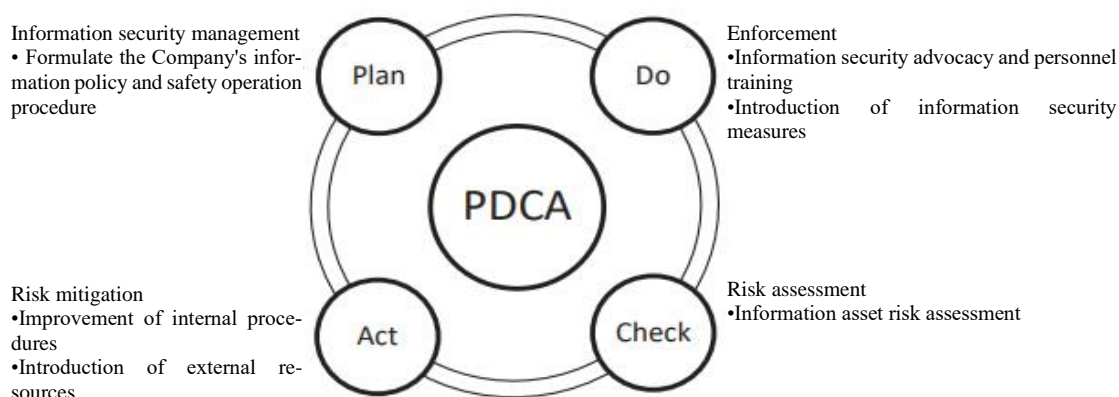 Information security management
• Formulate the Company's infor-
mation policy and safety operation
procedure
Plan
Do
Enforcement
•Information security advocacy and personnel
training
•Introduction of information security
measures
PDCA
Risk mitigation
•Improvement of internal proce-
dures
•Introduction of external re-
sources
Act
Check
Risk assessment
•Information asset risk assessment